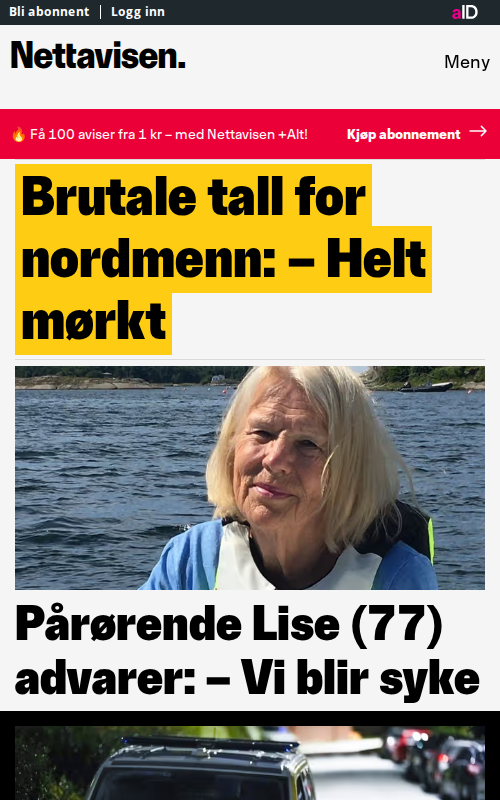 Bli abonnent | Logg inn
aID
Nettavisen.
Meny
🔥 Få 100 aviser fra 1 kr – med Nettavisen +Alt!
Kjøp abonnement →
Brutale tall for
nordmenn: – Helt
mørkt
Pårørende Lise (77)
advarer: – Vi blir syke